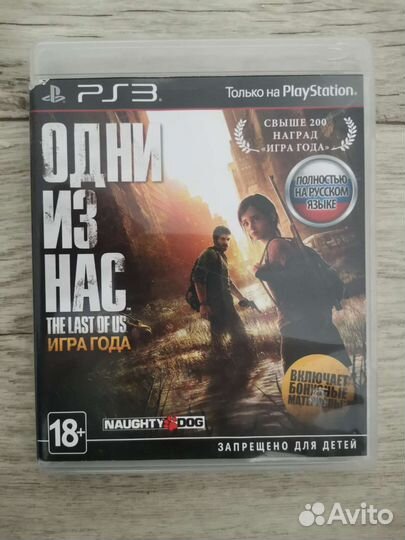 PS3
Только на PlayStation®
СВЫШЕ 200
НАГРАД
«ИГРА ГОДА»
ПОЛНОСТЬЮ
НА РУССКОМ
ЯЗЫКЕ
ОДНИ
ИЗ
НАС
THE LAST OF US
ИГРА ГОДА
ВКЛЮЧАЕТ
БОНУСНЫЕ
МАТЕРИАЛЫ
18+
NAUGHTY DOG
ЗАПРЕЩЕНО ДЛЯ ДЕТЕЙ
Avito